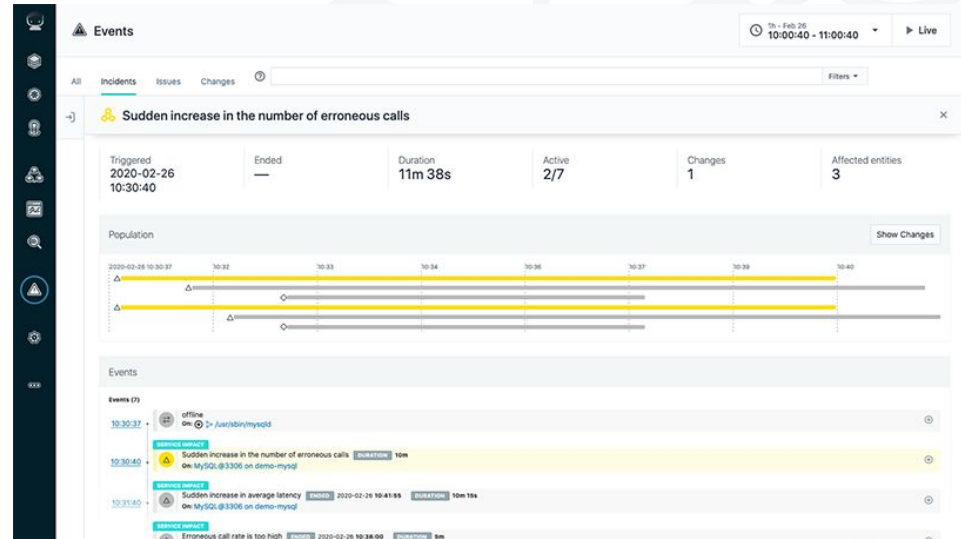 Events
1h - Feb 26
10:00:40 - 11:00:40
Live
All Incidents Issues Changes
Filters
Sudden increase in the number of erroneous calls
Triggered
2020-02-26
10:30:40
Ended
—
Duration
11m 38s
Active
2/7
Changes
1
Affected entities
3
Population
Show Changes
2020-02-26 10:30:37 10:32 10:33 10:34 10:36 10:37 10:39 10:40
Events
Events (7)
10:30:37
offline
On: /usr/sbin/mysqld
SERVICE IMPACT
10:30:40
Sudden increase in the number of erroneous calls DURATION 10m
On: MySQL@3306 on demo-mysql
SERVICE IMPACT
10:31:40
Sudden increase in average latency ENDED 2020-02-26 10:41:55 DURATION 10m 15s
On: MySQL@3306 on demo-mysql
SERVICE IMPACT
Erroneous call rate is too high ENDED 2020-02-26 10:38:00 DURATION 5m